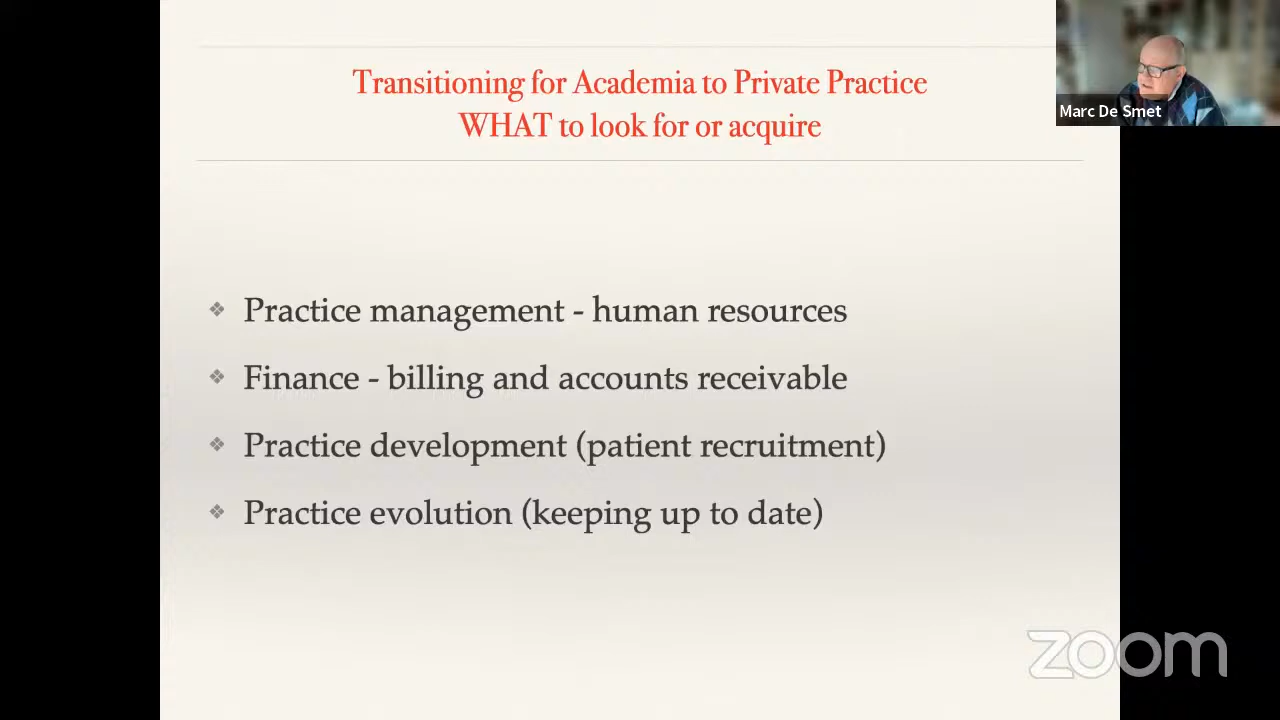 Transitioning for Academia to Private Practice
WHAT to look for or acquire
Marc De Smet
Practice management - human resources
Finance - billing and accounts receivable
Practice development (patient recruitment)
Practice evolution (keeping up to date)
zoom